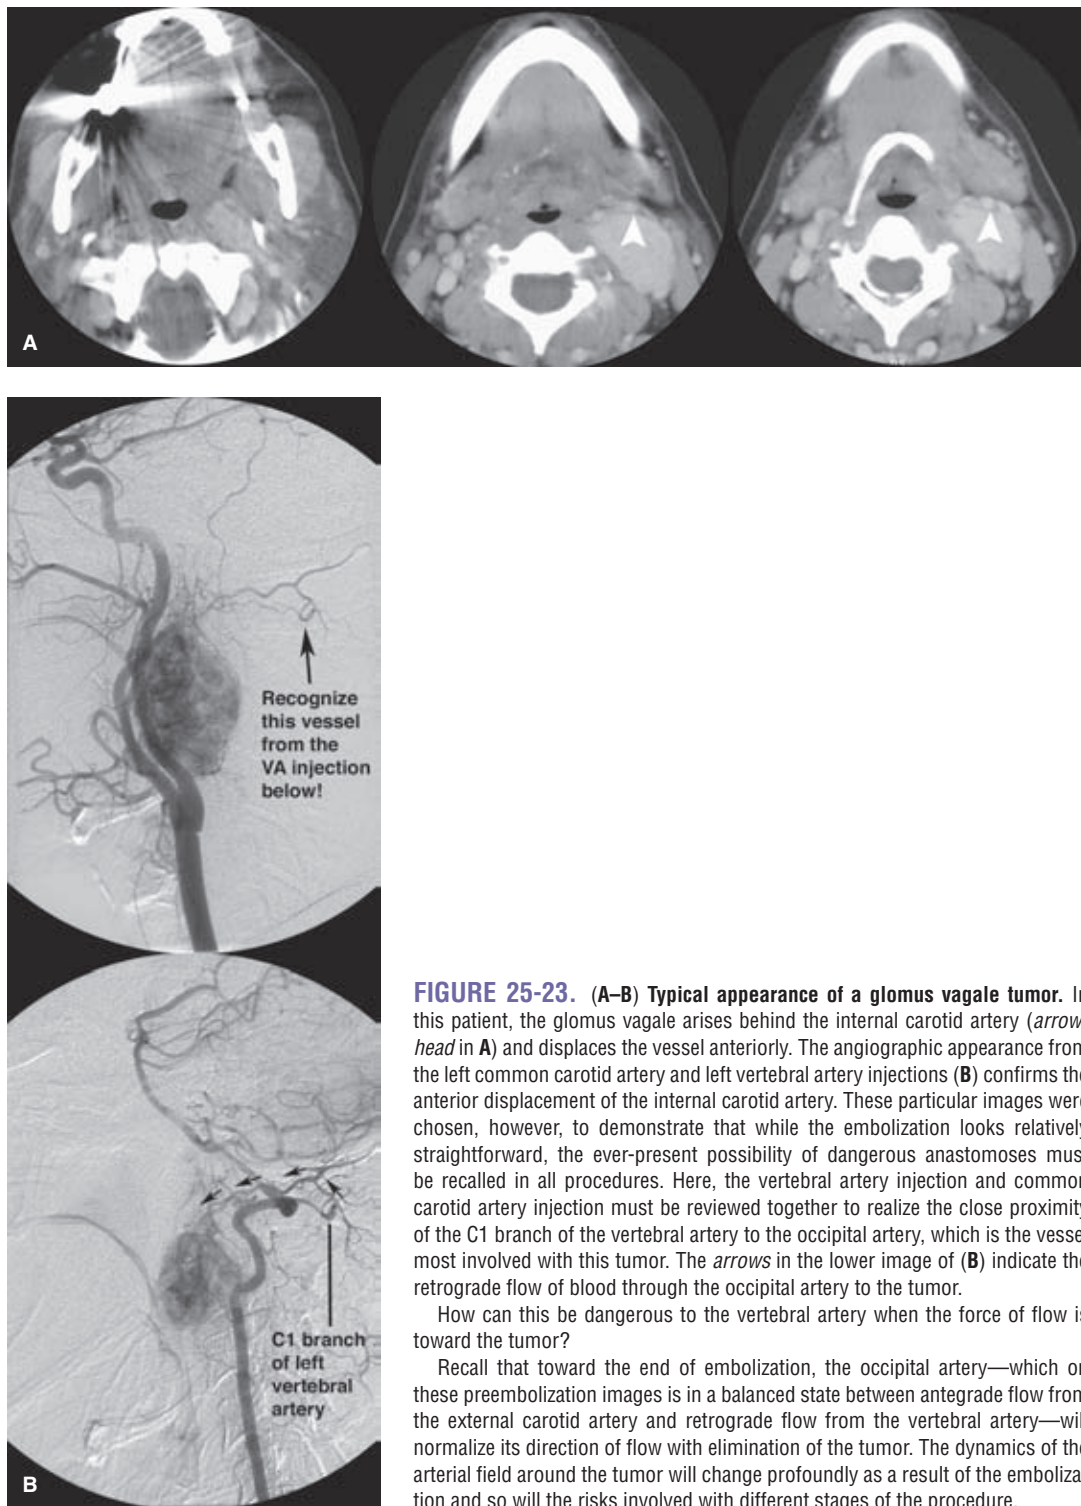 A
Recognize
this vessel
from the
VA injection
below!
C1 branch
of left
vertebral
artery
B
FIGURE 25-23. (A–B) Typical appearance of a glomus vagale tumor. In
this patient, the glomus vagale arises behind the internal carotid artery (arrow
head in A) and displaces the vessel anteriorly. The angiographic appearance from
the left common carotid artery and left vertebral artery injections (B) confirms the
anterior displacement of the internal carotid artery. These particular images were
chosen, however, to demonstrate that while the embolization looks relatively
straightforward, the ever-present possibility of dangerous anastomoses must
be recalled in all procedures. Here, the vertebral artery injection and common
carotid artery injection must be reviewed together to realize the close proximity
of the C1 branch of the vertebral artery to the occipital artery, which is the vessel
most involved with this tumor. The arrows in the lower image of (B) indicate the
retrograde flow of blood through the occipital artery to the tumor.
How can this be dangerous to the vertebral artery when the force of flow is
toward the tumor?
Recall that toward the end of embolization, the occipital artery—which on
these preembolization images is in a balanced state between antegrade flow from
the external carotid artery and retrograde flow from the vertebral artery—will
normalize its direction of flow with elimination of the tumor. The dynamics of the
arterial field around the tumor will change profoundly as a result of the emboliza
tion and so will the risks involved with different stages of the procedure.